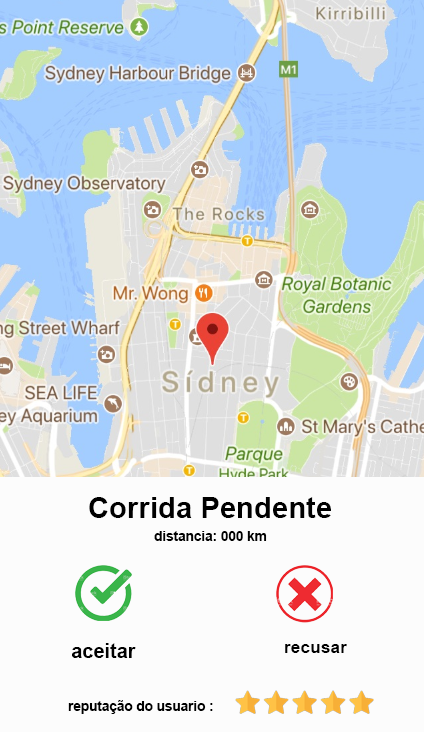 Kirribilli
s Point Reserve
Sydney Harbour Bridge
M1
Sydney Observatory
The Rocks
T
Royal Botanic
Gardens
Mr. Wong
T
ng Street Wharf
Sídney
SEA LIFE
ey Aquarium
T
St Mary's Cathe
Parque
Hyde Park
T
Corrida Pendente
distancia: 000 km
aceitar
recusar
reputação do usuario :